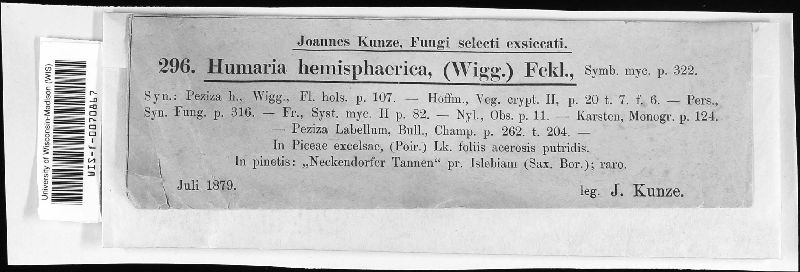 Joannes Kunze, Fungi selecti exsiccati.
296. Humaria hemisphaerica, (Wigg.) Fckl., Symb. myc. p. 322.
Syn.: Peziza h., Wigg., Fl. hols. p. 107. — Hoffm., Veg. crypt. II, p. 20 t. 7. f. 6. — Pers.,
Syn. Fung. p. 316. — Fr., Syst. myc. II p. 82. — Nyl., Obs. p. 11. — Karsten, Monogr. p. 124.
— Peziza Labellum, Bull., Champ. p. 262. t. 204. —
In Piceae excelsae, (Poir.) Lk. foliis acerosis putridis.
In pinetis: „Neckendorfer Tannen“ pr. Islebiam (Sax. Bor.); raro.
Juli 1879.
leg. J. Kunze.
University of Wisconsin-Madison (WIS)
WIS-f-0070867